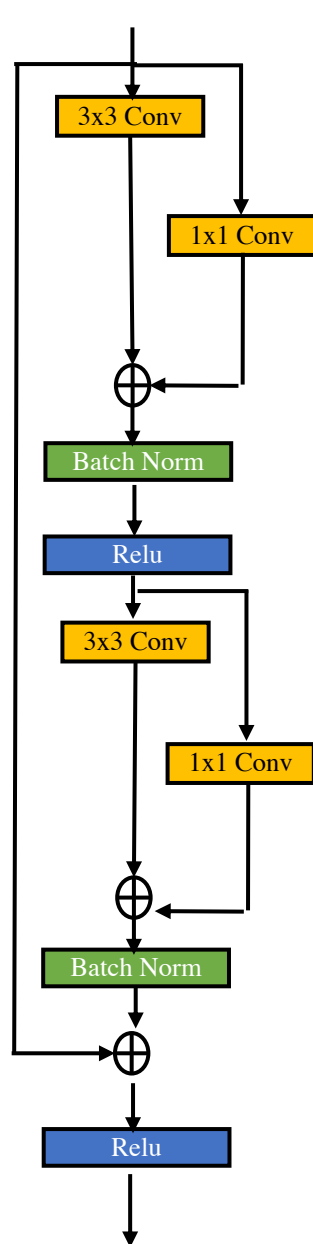 3x3 Conv
1x1 Conv
Batch Norm
Relu
3x3 Conv
1x1 Conv
Batch Norm
Relu